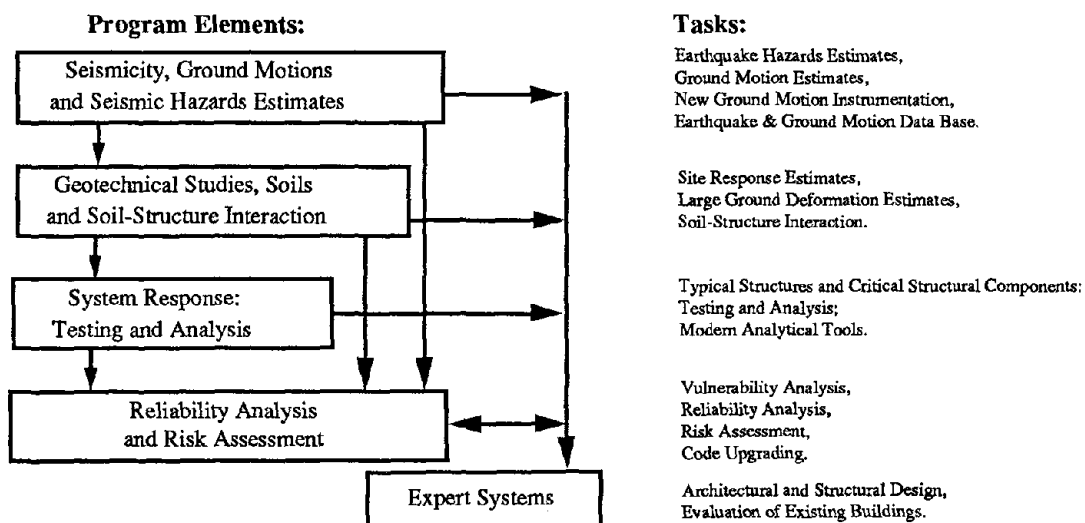 Program Elements:
Seismicity, Ground Motions
and Seismic Hazards Estimates
Geotechnical Studies, Soils
and Soil-Structure Interaction
System Response:
Testing and Analysis
Reliability Analysis
and Risk Assessment
Expert Systems
Tasks:
Earthquake Hazards Estimates,
Ground Motion Estimates,
New Ground Motion Instrumentation,
Earthquake & Ground Motion Data Base.
Site Response Estimates,
Large Ground Deformation Estimates,
Soil-Structure Interaction.
Typical Structures and Critical Structural Components:
Testing and Analysis;
Modern Analytical Tools.
Vulnerability Analysis,
Reliability Analysis,
Risk Assessment,
Code Upgrading.
Architectural and Structural Design,
Evaluation of Existing Buildings.